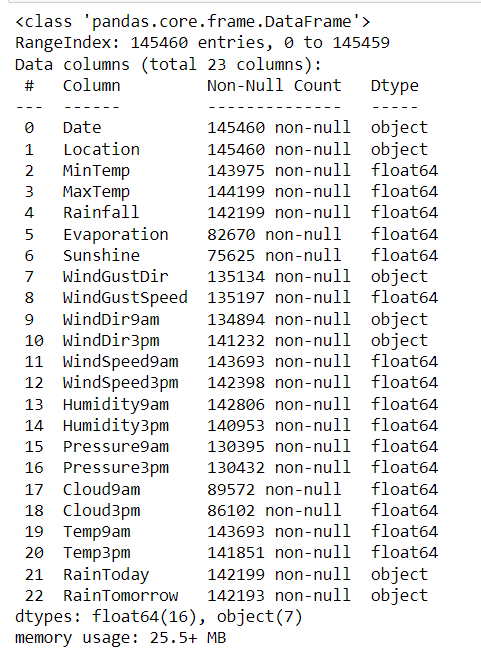 <class 'pandas.core.frame.DataFrame'>
RangeIndex: 145460 entries, 0 to 145459
Data columns (total 23 columns):
 #   Column         Non-Null Count   Dtype
---  ------         --------------   -----
 0   Date           145460 non-null  object
 1   Location       145460 non-null  object
 2   MinTemp        143975 non-null  float64
 3   MaxTemp        144199 non-null  float64
 4   Rainfall       142199 non-null  float64
 5   Evaporation    82670 non-null   float64
 6   Sunshine       75625 non-null   float64
 7   WindGustDir    135134 non-null  object
 8   WindGustSpeed  135197 non-null  float64
 9   WindDir9am     134894 non-null  object
 10  WindDir3pm     141232 non-null  object
 11  WindSpeed9am   143693 non-null  float64
 12  WindSpeed3pm   142398 non-null  float64
 13  Humidity9am    142806 non-null  float64
 14  Humidity3pm    140953 non-null  float64
 15  Pressure9am    130395 non-null  float64
 16  Pressure3pm    130432 non-null  float64
 17  Cloud9am       89572 non-null   float64
 18  Cloud3pm       86102 non-null   float64
 19  Temp9am        143693 non-null  float64
 20  Temp3pm        141851 non-null  float64
 21  RainToday      142199 non-null  object
 22  RainTomorrow   142193 non-null  object
dtypes: float64(16), object(7)
memory usage: 25.5+ MB